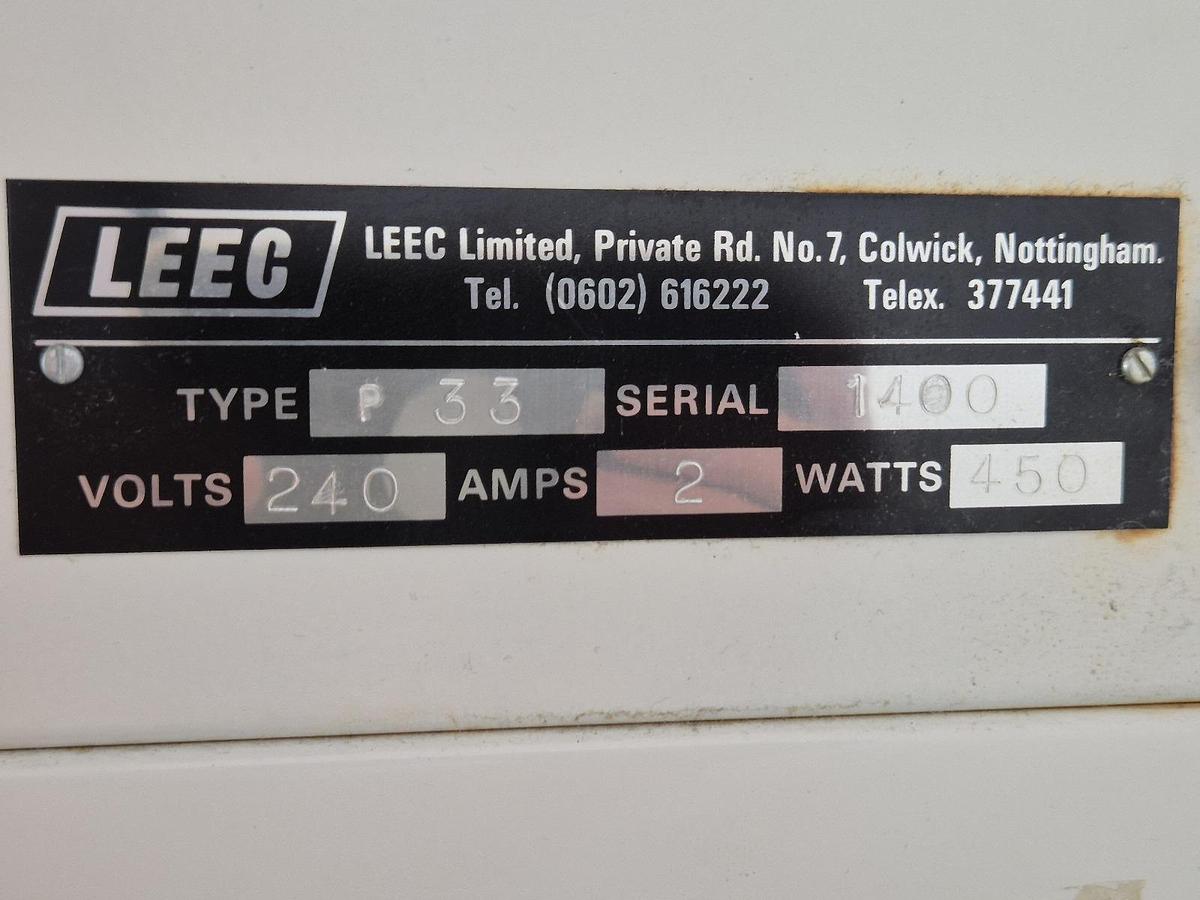 LEEC
LEEC Limited, Private Rd. No.7, Colwick, Nottingham.
Tel. (0602) 616222 Telex. 377441
TYPE P 33 SERIAL 1400
VOLTS 240 AMPS 2 WATTS 450